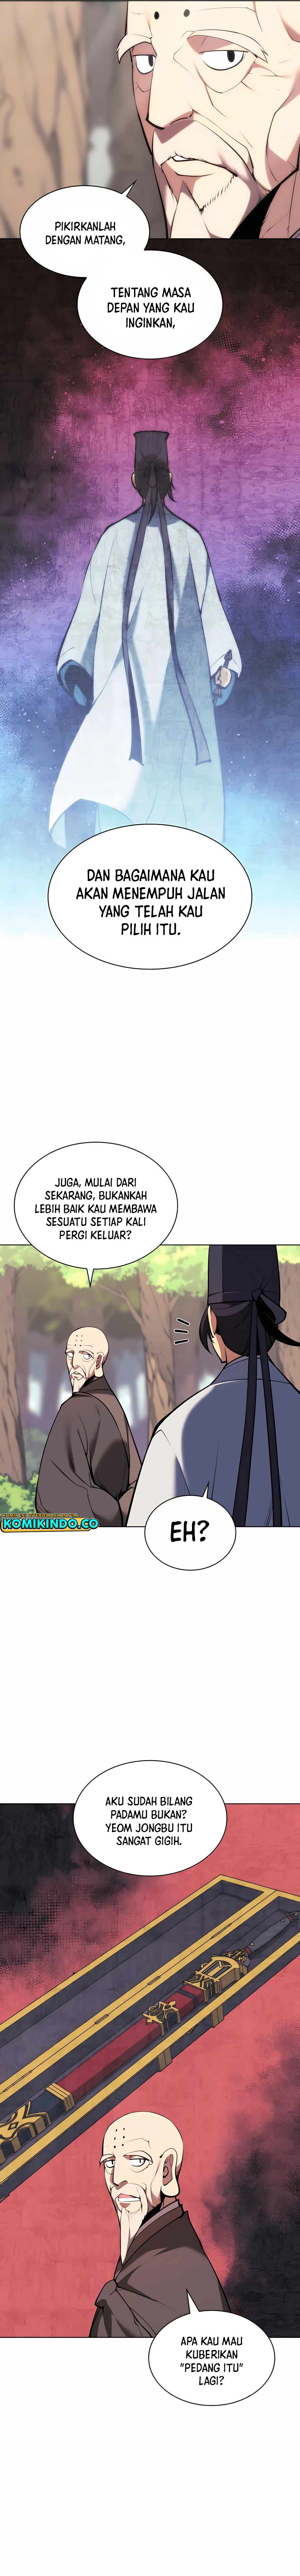 PIKIRKANLAH
DENGAN MATANG,
TENTANG MASA
DEPAN YANG KAU
INGINKAN,
DAN BAGAIMANA KAU
AKAN MENEMPUH JALAN
YANG TELAH KAU
PILIH ITU.
JUGA, MULAI DARI
SEKARANG, BUKANKAH
LEBIH BAIK KAU MEMBAWA
SESUATU SETIAP KALI
PERGI KELUAR?
KOMIKINDO.CO
EH?
AKU SUDAH BILANG
PADAMU BUKAN?
YEOM JONGBU ITU
SANGAT GIGIH.
APA KAU MAU
KUBERIKAN
"PEDANG ITU"
LAGI?